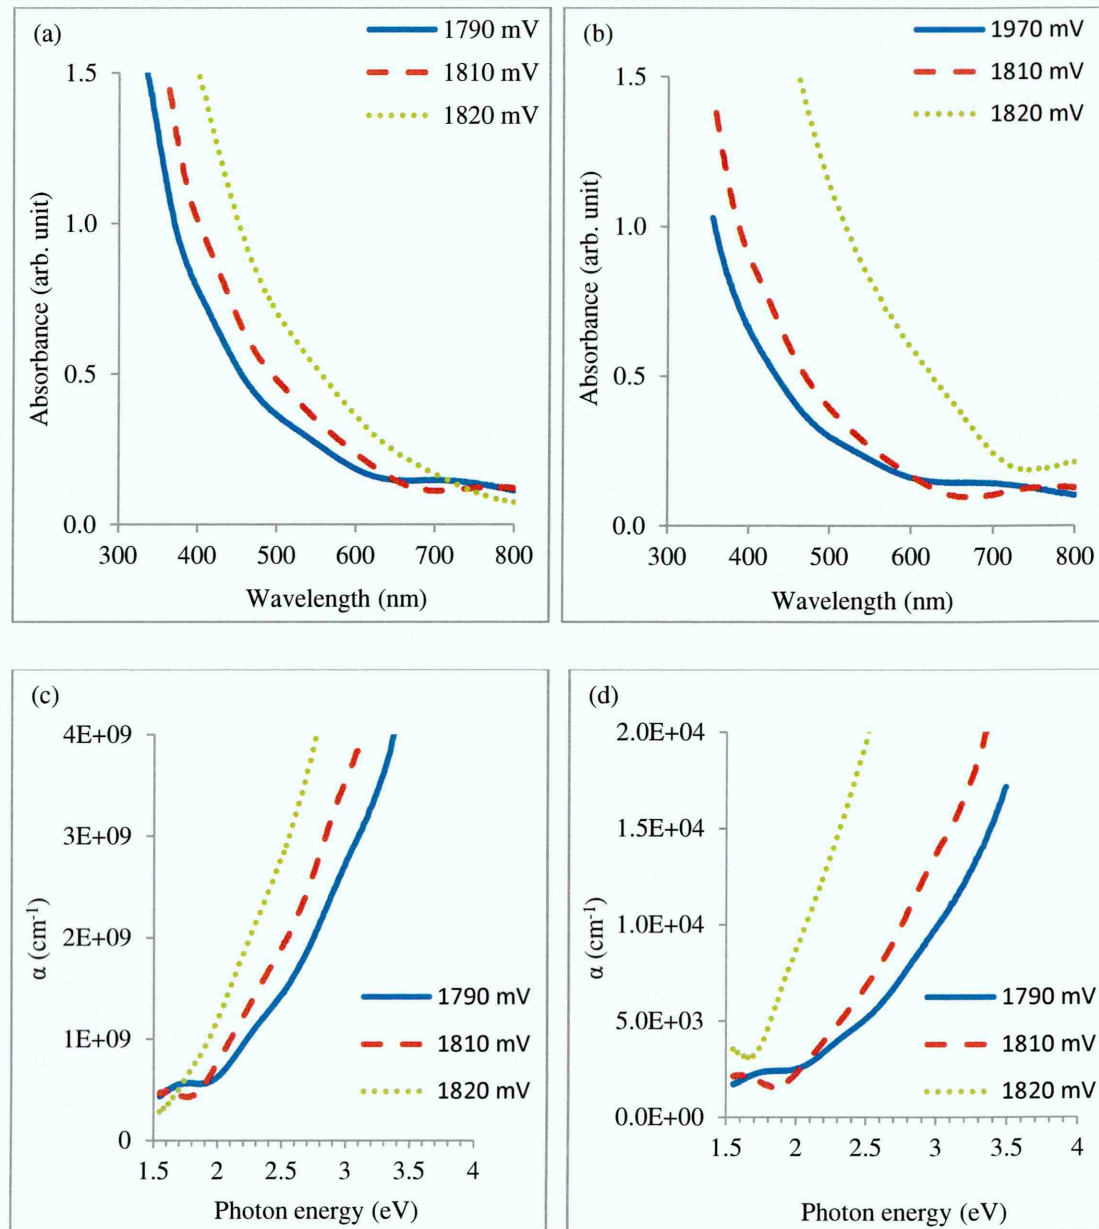 (a)
1790 mV
1810 mV
1820 mV
1.5
1.0
0.5
0.0
Absorbance (arb. unit)
300 400 500 600 700 800
Wavelength (nm)
(b)
1970 mV
1810 mV
1820 mV
1.5
1.0
0.5
0.0
Absorbance (arb. unit)
300 400 500 600 700 800
Wavelength (nm)
(c)
4E+09
3E+09
2E+09
1E+09
0
α (cm⁻¹)
1790 mV
1810 mV
1820 mV
1.5 2 2.5 3 3.5 4
Photon energy (eV)
(d)
2.0E+04
1.5E+04
1.0E+04
5.0E+03
0.0E+00
α (cm⁻¹)
1790 mV
1810 mV
1820 mV
1.5 2 2.5 3 3.5 4
Photon energy (eV)